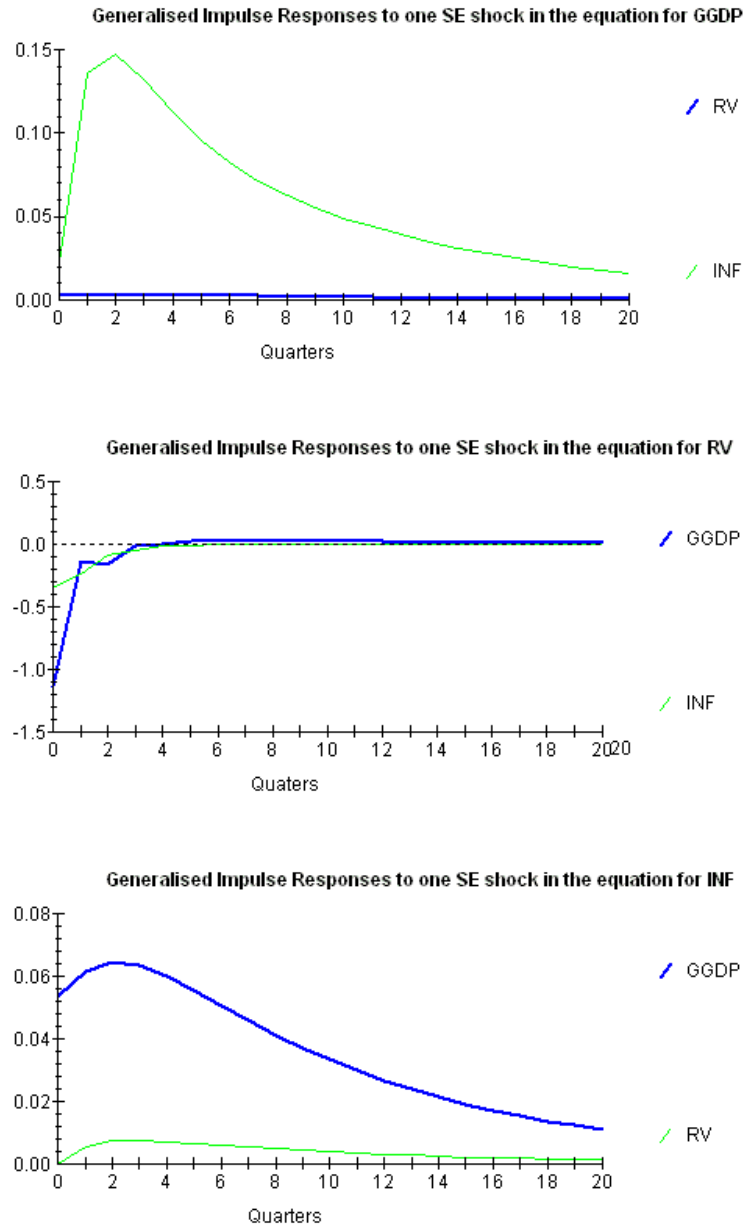 Generalised Impulse Responses to one SE shock in the equation for GGDP
0.15
RV
0.10
0.05
INF
0.00
0 2 4 6 8 10 12 14 16 18 20
Quarters
Generalised Impulse Responses to one SE shock in the equation for RV
0.5
GGDP
0.0
-0.5
-1.0
INF
-1.5
0 2 4 6 8 10 12 14 16 18 2020
Quaters
Generalised Impulse Responses to one SE shock in the equation for INF
0.08
GGDP
0.06
0.04
0.02
RV
0.00
0 2 4 6 8 10 12 14 16 18 20
Quarters